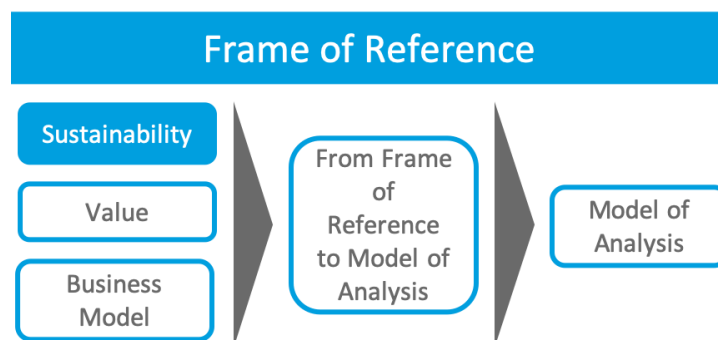 Frame of Reference
Sustainability
Value
Business
Model
From Frame
of
Reference
to Model of
Analysis
Model of
Analysis